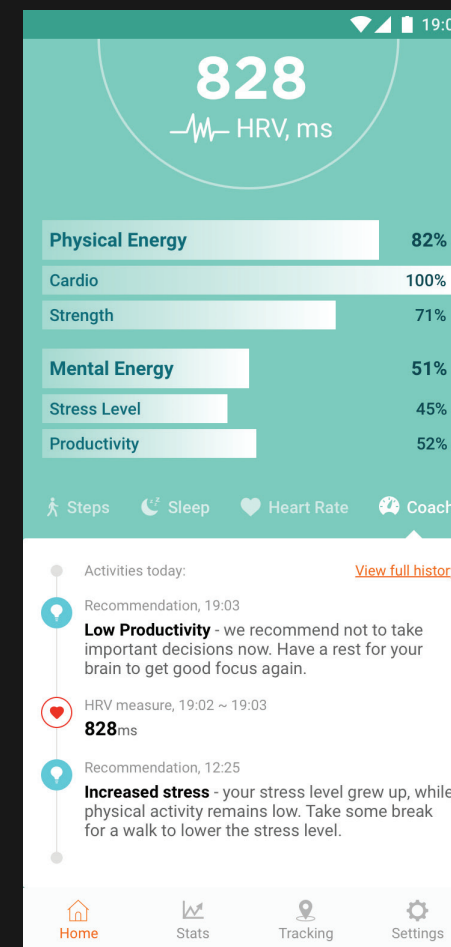 19:0
828
HRV, ms
Physical Energy 82%
Cardio 100%
Strength 71%
Mental Energy 51%
Stress Level 45%
Productivity 52%
Steps Sleep Heart Rate Coach
Activities today: View full histor
Recommendation, 19:03
Low Productivity - we recommend not to take
important decisions now. Have a rest for your
brain to get good focus again.
HRV measure, 19:02 ~ 19:03
828ms
Recommendation, 12:25
Increased stress - your stress level grew up, while
physical activity remains low. Take some break
for a walk to lower the stress level.
Home Stats Tracking Settings